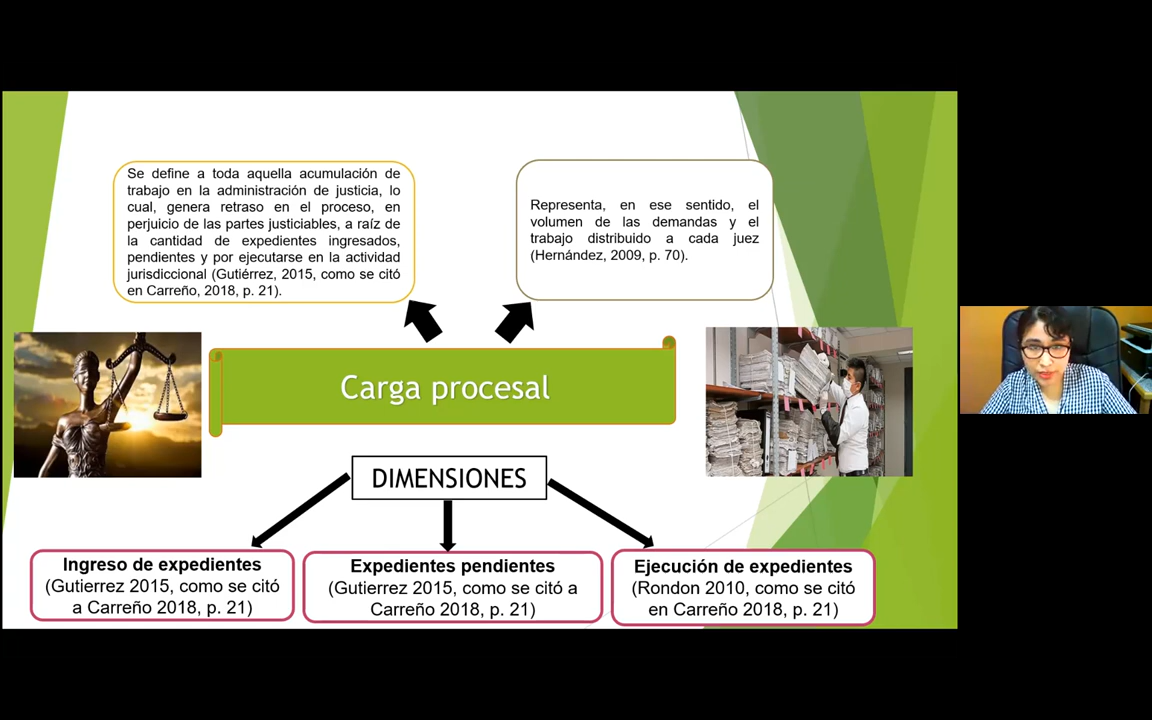 Se define a toda aquella acumulación de
trabajo en la administración de justicia, lo
cual, genera retraso en el proceso, en
perjuicio de las partes justiciables, a raíz de
la cantidad de expedientes ingresados,
pendientes y por ejecutarse en la actividad
jurisdiccional (Gutiérrez, 2015, como se citó
en Carreño, 2018, p. 21).
Representa, en ese sentido, el
volumen de las demandas y el
trabajo distribuido a cada juez
(Hernández, 2009, p. 70).
Carga procesal
DIMENSIONES
Ingreso de expedientes
(Gutierrez 2015, como se citó
a Carreño 2018, p. 21)
Expedientes pendientes
(Gutierrez 2015, como se citó a
Carreño 2018, p. 21)
Ejecución de expedientes
(Rondon 2010, como se citó
en Carreño 2018, p. 21)